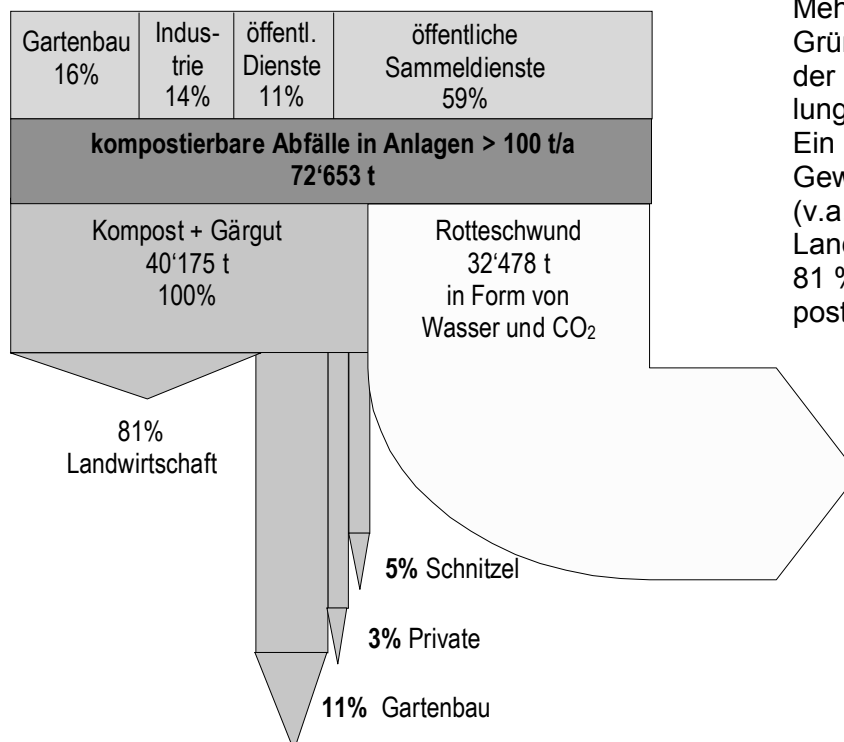 Gartenbau
16%
Indus-
trie
14%
öffentl.
Dienste
11%
öffentliche
Sammeldienste
59%
kompostierbare Abfälle in Anlagen > 100 t/a
72‘653 t
Kompost + Gärgut
40‘175 t
100%
Rotteschwund
32‘478 t
in Form von
Wasser und CO₂
81%
Landwirtschaft
5% Schnitzel
3% Private
11% Gartenbau
Meh
Grü
der
lung
Ein
Gew
(v.a
Land
81 %
post